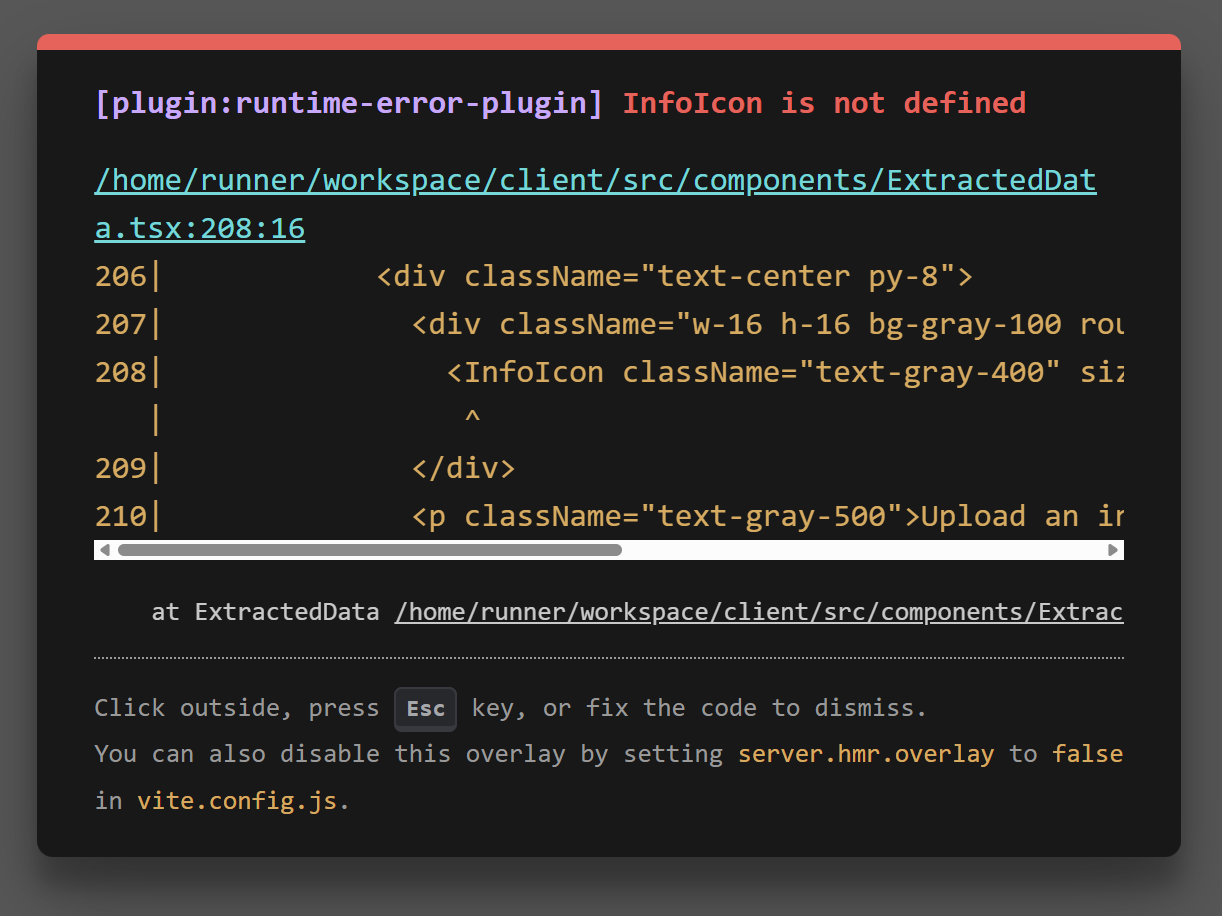 [plugin:runtime-error-plugin] InfoIcon is not defined
/home/runner/workspace/client/src/components/ExtractedDat
a.tsx:208:16
206|            <div className="text-center py-8">
207|              <div className="w-16 h-16 bg-gray-100 rou
208|                <InfoIcon className="text-gray-400" siz
   |                 ^
209|              </div>
210|              <p className="text-gray-500">Upload an in
at ExtractedData /home/runner/workspace/client/src/components/Extrac
Click outside, press Esc key, or fix the code to dismiss.
You can also disable this overlay by setting server.hmr.overlay to false
in vite.config.js.